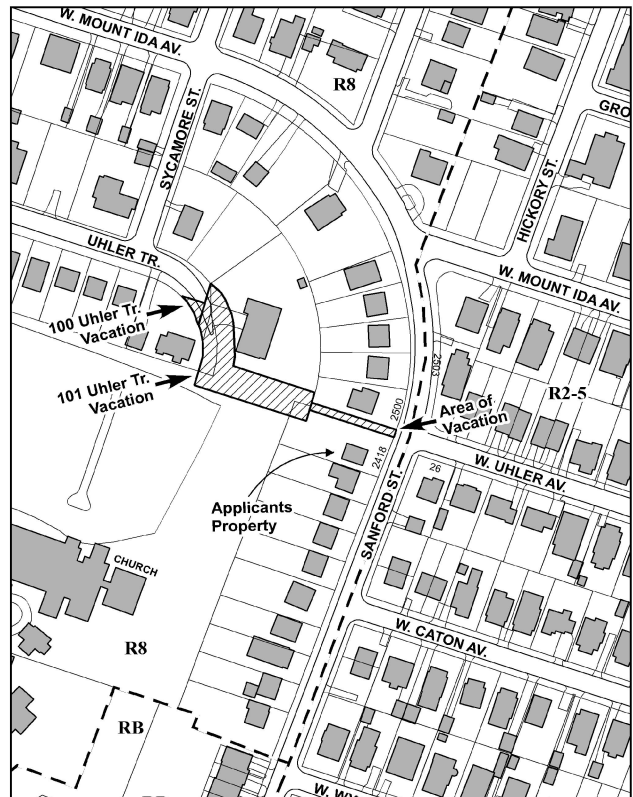 W. MOUNT IDA AV.
R8
GRO
SYCAMORE ST.
HICKORY ST.
UHLER TR.
W. MOUNT IDA AV.
100 Uhler Tr.
Vacation
2503
101 Uhler Tr.
Vacation
R2-5
2500
Area of
Vacation
2418
W. UHLER AV.
26
Applicants
Property
SANFORD ST.
CHURCH
W. CATON AV.
R8
RB